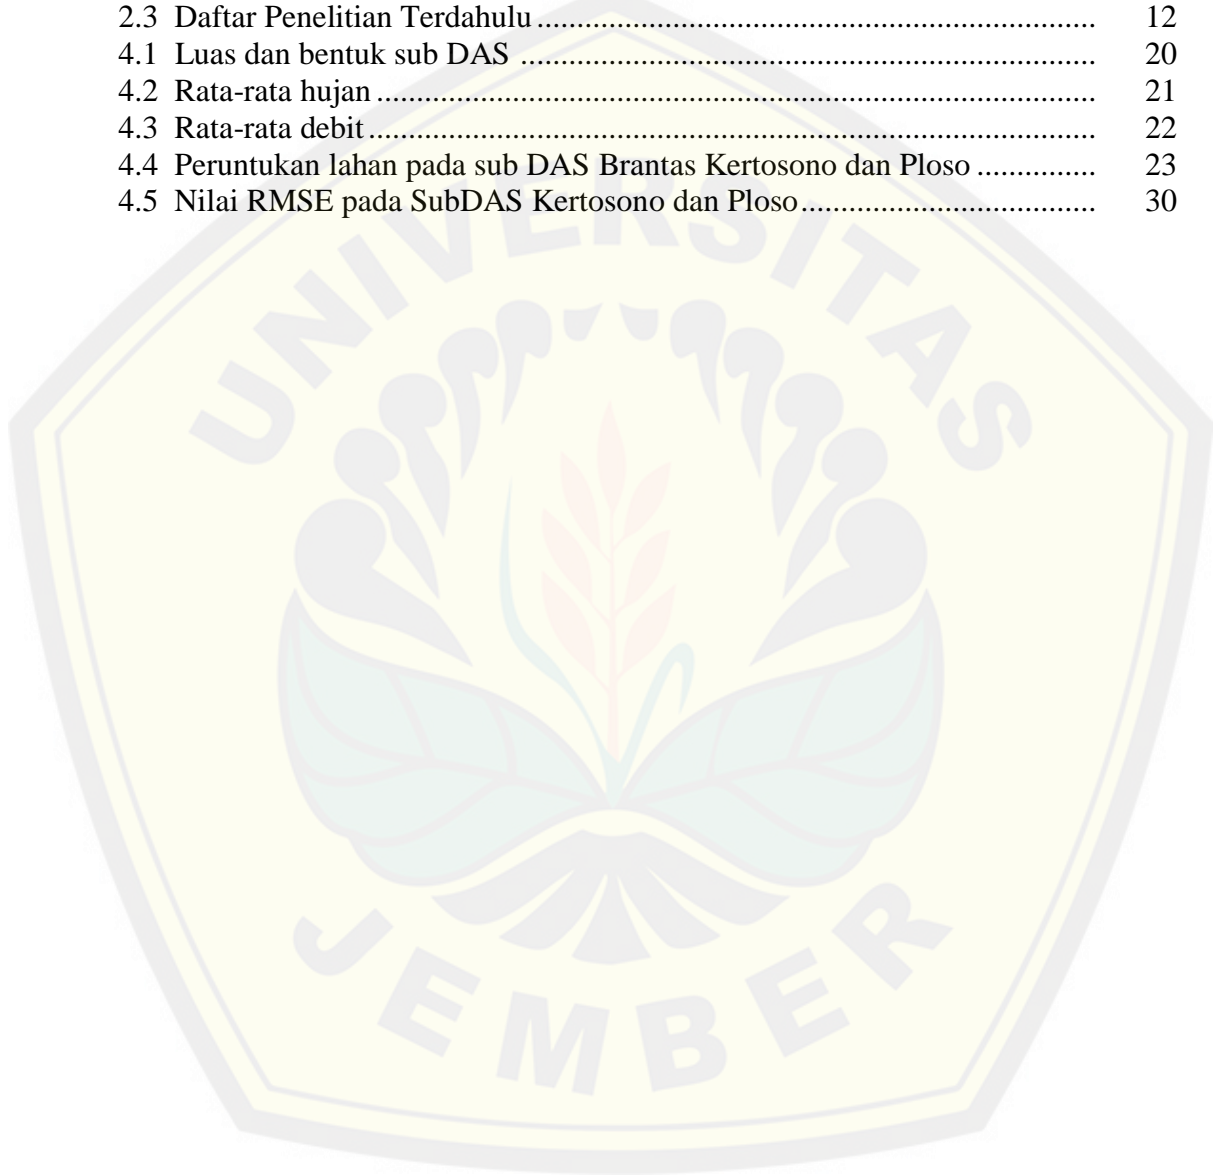 2.3 Daftar Penelitian Terdahulu ..................................................................... 12
4.1 Luas dan bentuk sub DAS ....................................................................... 20
4.2 Rata-rata hujan ......................................................................................... 21
4.3 Rata-rata debit .......................................................................................... 22
4.4 Peruntukan lahan pada sub DAS Brantas Kertosono dan Ploso .............. 23
4.5 Nilai RMSE pada SubDAS Kertosono dan Ploso .................................... 30
UNIVERSITAS
JEMBER